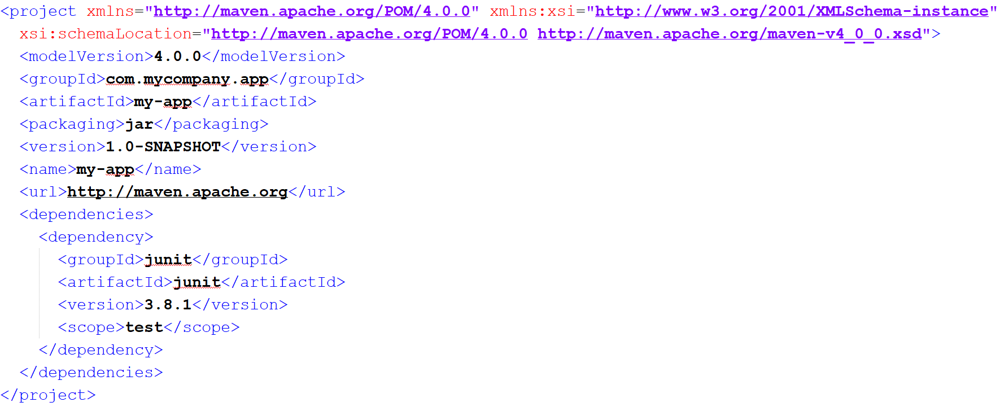 <project xmlns="http://maven.apache.org/POM/4.0.0" xmlns:xsi="http://www.w3.org/2001/XMLSchema-instance"
  xsi:schemaLocation="http://maven.apache.org/POM/4.0.0 http://maven.apache.org/maven-v4_0_0.xsd">
  <modelVersion>4.0.0</modelVersion>
  <groupId>com.mycompany.app</groupId>
  <artifactId>my-app</artifactId>
  <packaging>jar</packaging>
  <version>1.0-SNAPSHOT</version>
  <name>my-app</name>
  <url>http://maven.apache.org</url>
  <dependencies>
    <dependency>
      <groupId>junit</groupId>
      <artifactId>junit</artifactId>
      <version>3.8.1</version>
      <scope>test</scope>
    </dependency>
  </dependencies>
</project>